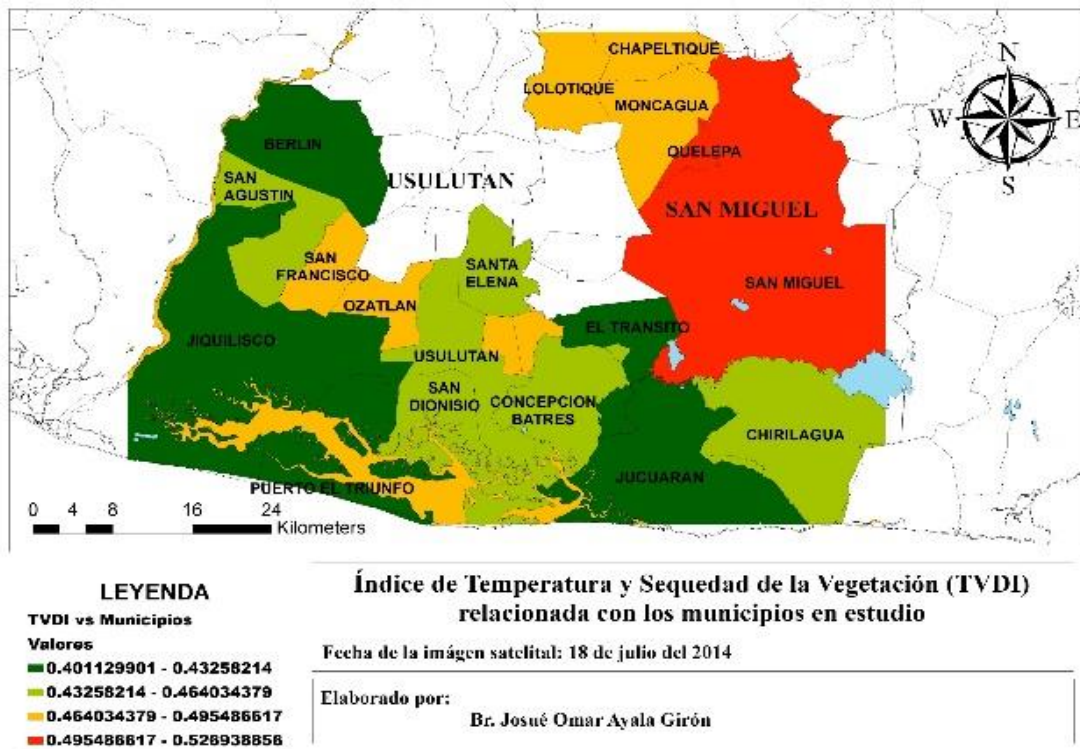 CHAPELTIQUE
LOLOTIQUE
MONCAGUA
N
W
E
S
BERLIN
QUELEPA
SAN
AGUSTIN
USULUTAN
SAN MIGUEL
SAN
FRANCISCO
SANTA
ELENA
SAN MIGUEL
OZATLAN
EL TRANSITO
JIQUILISCO
USULUTAN
SAN
DIONISIO
CONCEPCION
BATRES
CHIRILAGUA
JUCUARAN
PUERTO EL TRIUNFO
0 4 8 16 24
Kilometers
LEYENDA
TVDI vs Municipios
Valores
0.401129901 - 0.43258214
0.43258214 - 0.464034379
0.464034379 - 0.495486617
0.495486617 - 0.526938856
Índice de Temperatura y Sequedad de la Vegetación (TVDI)
relacionada con los municipios en estudio
Fecha de la imágen satelital: 18 de julio del 2014
Elaborado por:
Br. Josué Omar Ayala Girón